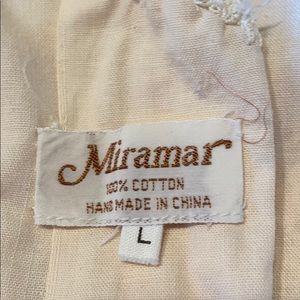 Miramar
100% COTTON
HAND MADE IN CHINA
L